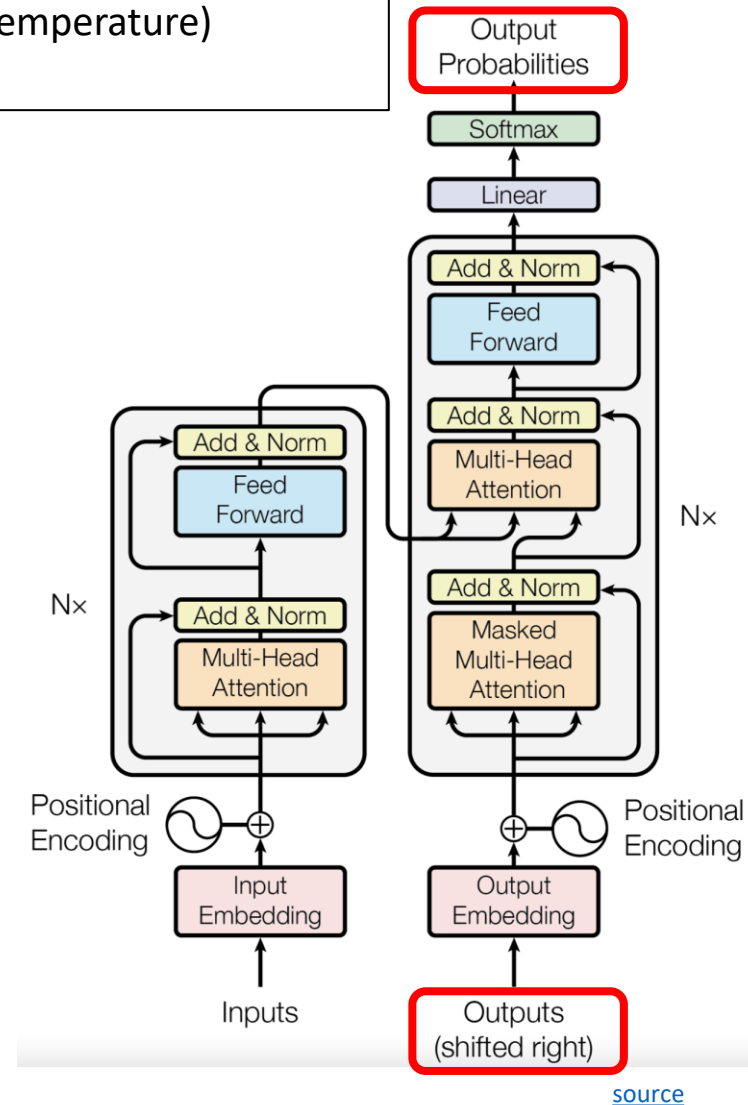 emperature)
Output
Probabilities
Softmax
Linear
Add & Norm
Feed
Forward
Add & Norm
Multi-Head
Attention
N×
Add & Norm
Masked
Multi-Head
Attention
Add & Norm
Feed
Forward
N×
Add & Norm
Multi-Head
Attention
Positional
Encoding
Positional
Encoding
Input
Embedding
Output
Embedding
Inputs
Outputs
(shifted right)
source